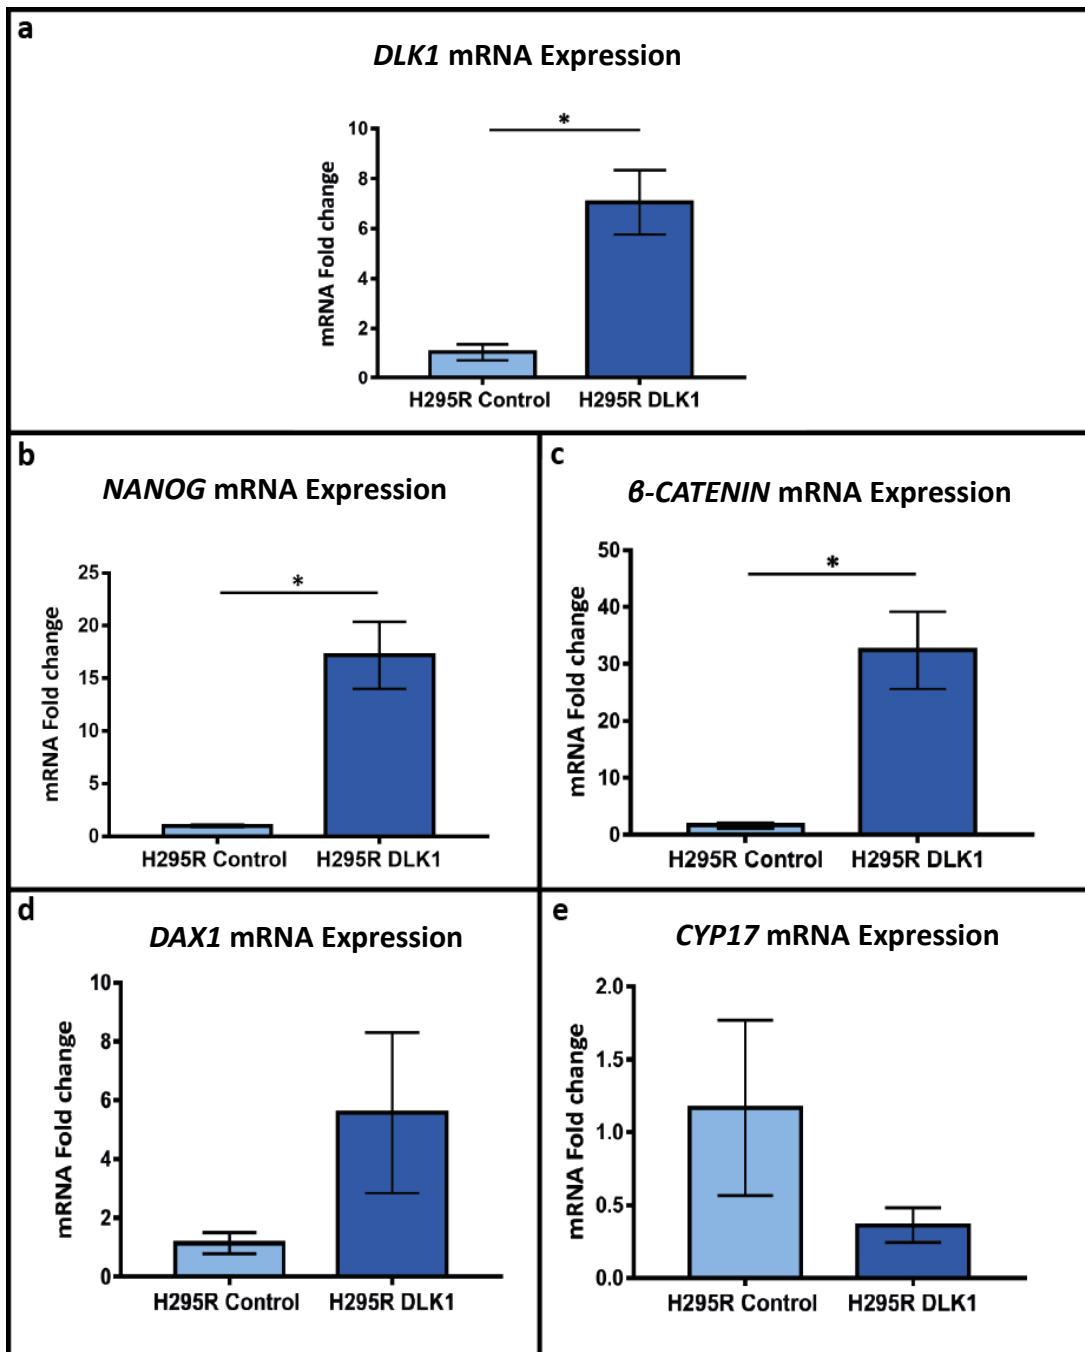 a
DLK1 mRNA Expression
*
mRNA Fold change
10
8
6
4
2
0
H295R Control
H295R DLK1
b
NANOG mRNA Expression
*
mRNA Fold change
25
20
15
10
5
0
H295R Control
H295R DLK1
c
β-CATENIN mRNA Expression
*
mRNA Fold change
50
40
30
20
10
0
H295R Control
H295R DLK1
d
DAX1 mRNA Expression
mRNA Fold change
10
8
6
4
2
0
H295R Control
H295R DLK1
e
CYP17 mRNA Expression
mRNA Fold change
2.0
1.5
1.0
0.5
0.0
H295R Control
H295R DLK1